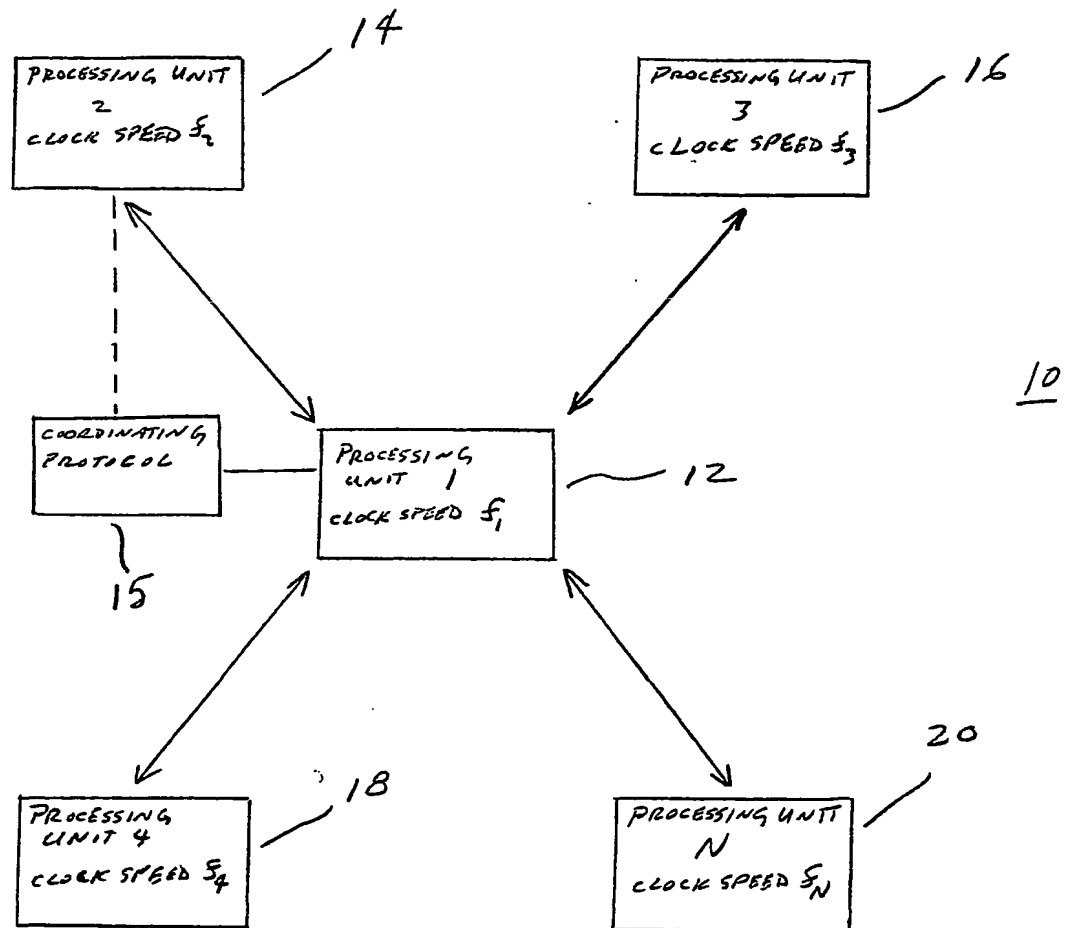 14
PROCESSING UNIT
2
CLOCK SPEED f2
16
PROCESSING UNIT
3
CLOCK SPEED f3
10
COORDINATING
PROTOCOL
15
PROCESSING
UNIT 1
CLOCK SPEED f1
12
18
PROCESSING
UNIT 4
CLOCK SPEED f4
20
PROCESSING UNIT
N
CLOCK SPEED fN